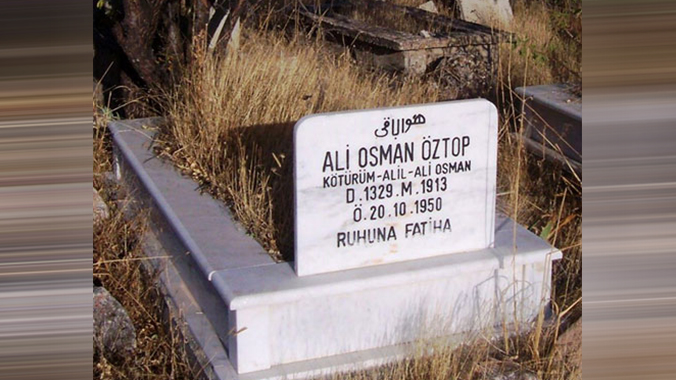 هوالباقى
ALİ OSMAN ÖZTOP
KÖTÜRÜM-ALİL-ALİ OSMAN
D.1329.M.1913
Ö.20.10.1950
RUHUNA FATİHA